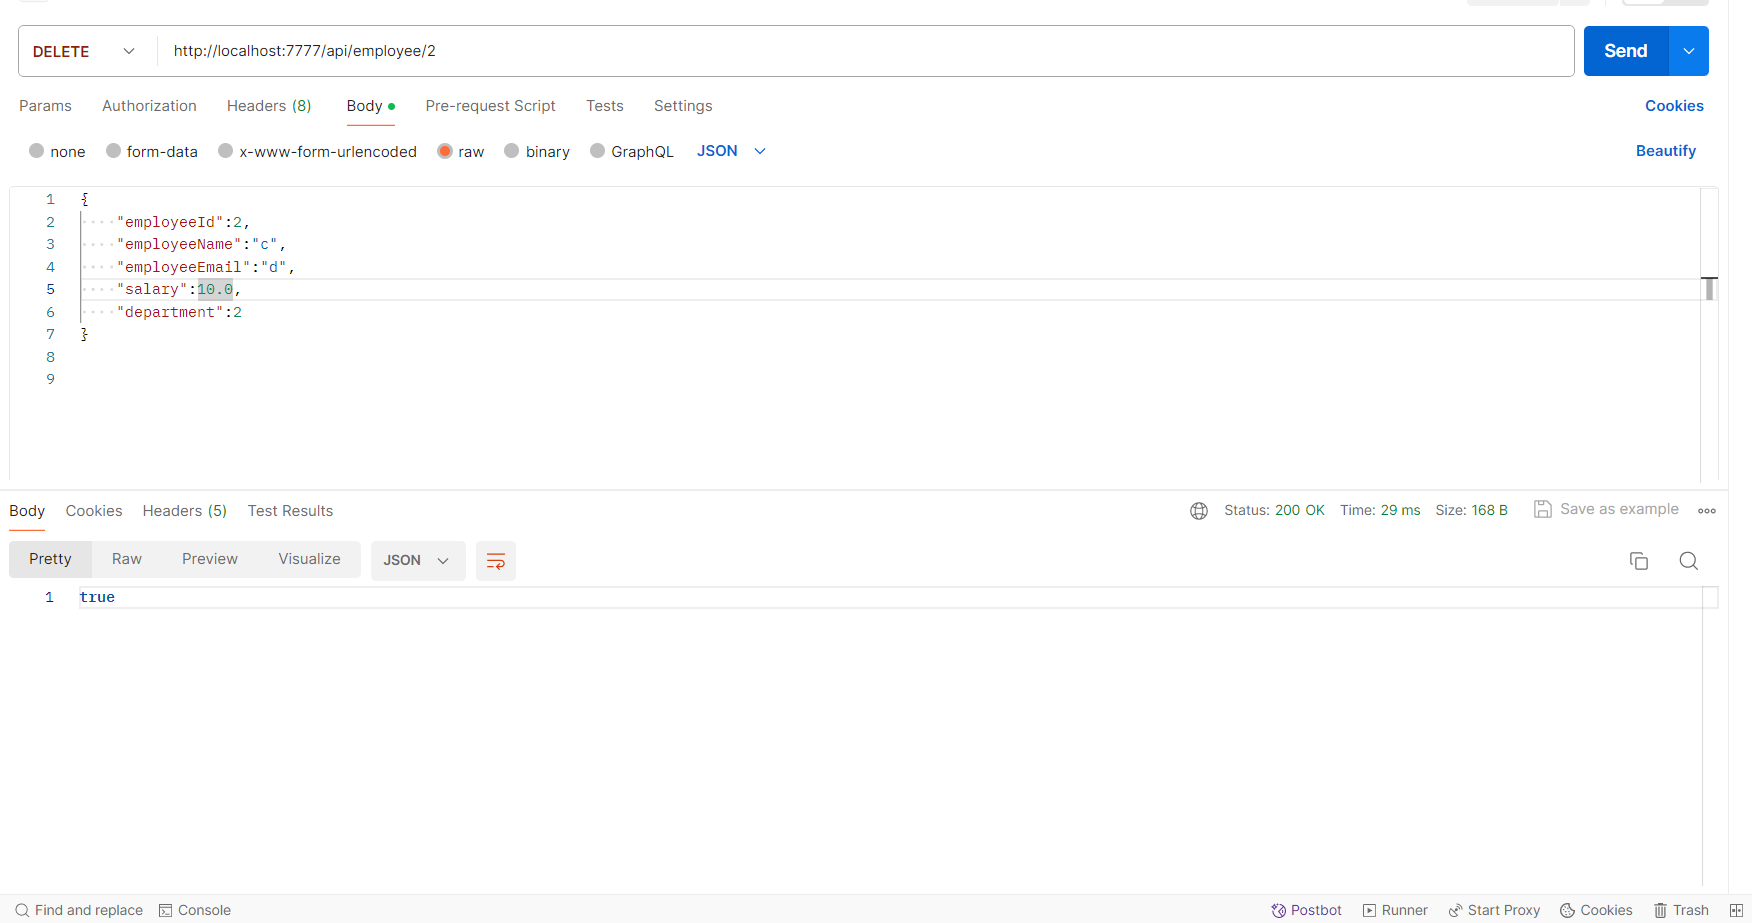 DELETE http://localhost:7777/api/employee/2 Send
Params Authorization Headers (8) Body Pre-request Script Tests Settings Cookies
none form-data x-www-form-urlencoded raw binary GraphQL JSON Beautify
1 {
2 "employeeId":2,
3 "employeeName":"c",
4 "employeeEmail":"d",
5 "salary":10.0,
6 "department":2
7 }
8
9
Body Cookies Headers (5) Test Results Status: 200 OK Time: 29 ms Size: 168 B Save as example
Pretty Raw Preview Visualize JSON
1 true
Find and replace Console Postbot Runner Start Proxy Cookies Trash